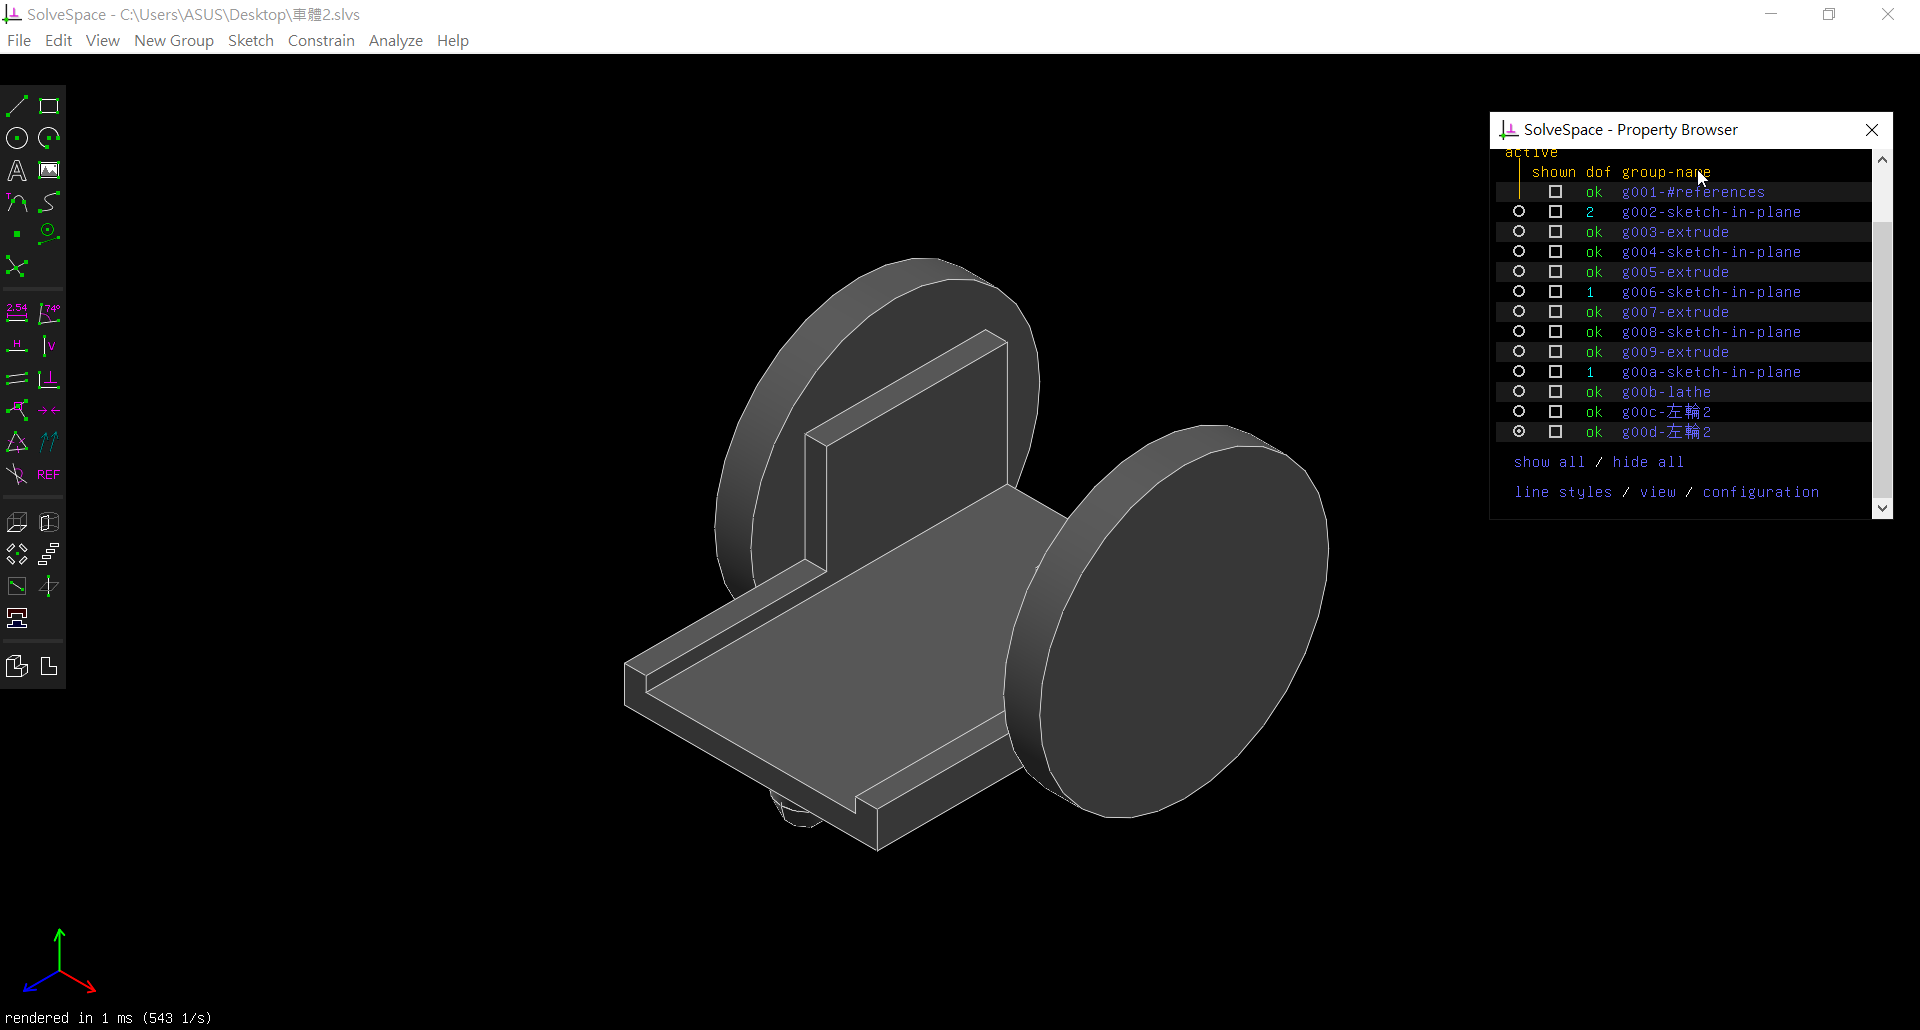 SolveSpace - C:\Users\ASUS\Desktop\車體2.slvs
File Edit View New Group Sketch Constrain Analyze Help
2.54 74°
H V
REF
SolveSpace - Property Browser
active
shown dof group-name
ok g001-#references
2 g002-sketch-in-plane
ok g003-extrude
ok g004-sketch-in-plane
ok g005-extrude
1 g006-sketch-in-plane
ok g007-extrude
ok g008-sketch-in-plane
ok g009-extrude
1 g00a-sketch-in-plane
ok g00b-lathe
ok g00c-左輪2
ok g00d-左輪2
show all / hide all
line styles / view / configuration
rendered in 1 ms (543 1/s)